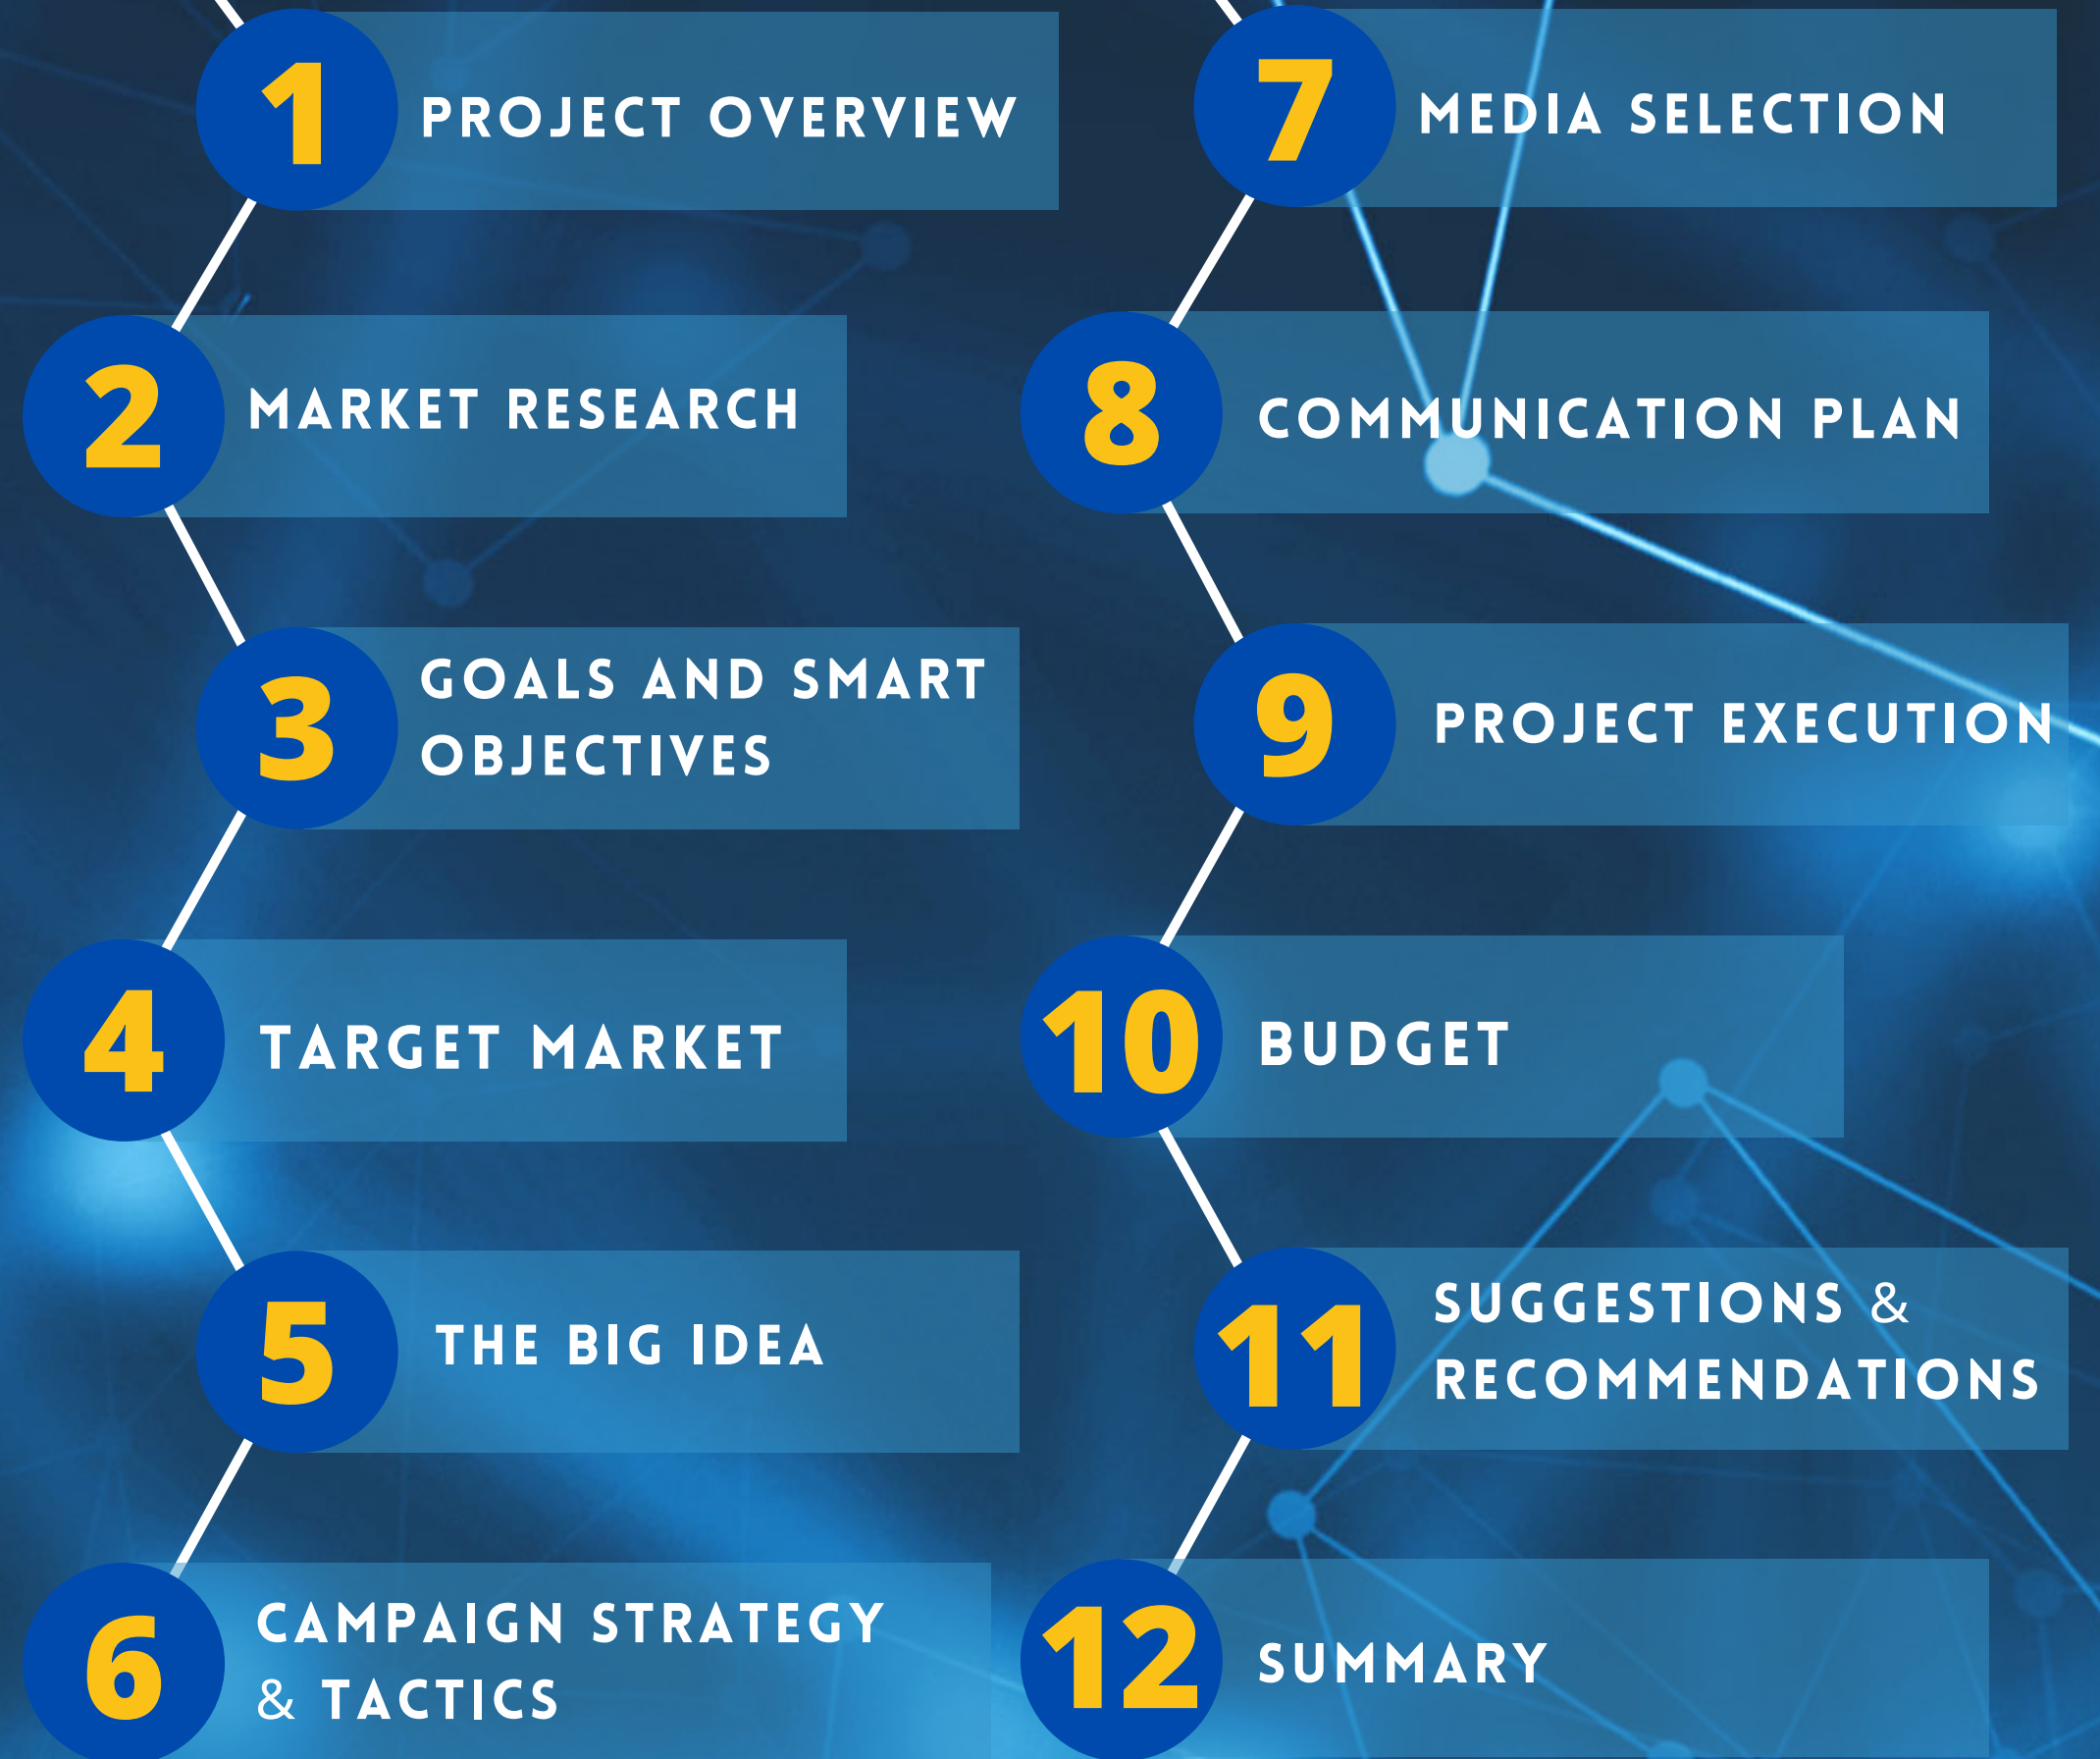 1
PROJECT OVERVIEW
2
MARKET RESEARCH
3
GOALS AND SMART
OBJECTIVES
4
TARGET MARKET
5
THE BIG IDEA
6
CAMPAIGN STRATEGY
& TACTICS
7
MEDIA SELECTION
8
COMMUNICATION PLAN
9
PROJECT EXECUTION
10
BUDGET
11
SUGGESTIONS &
RECOMMENDATIONS
12
SUMMARY